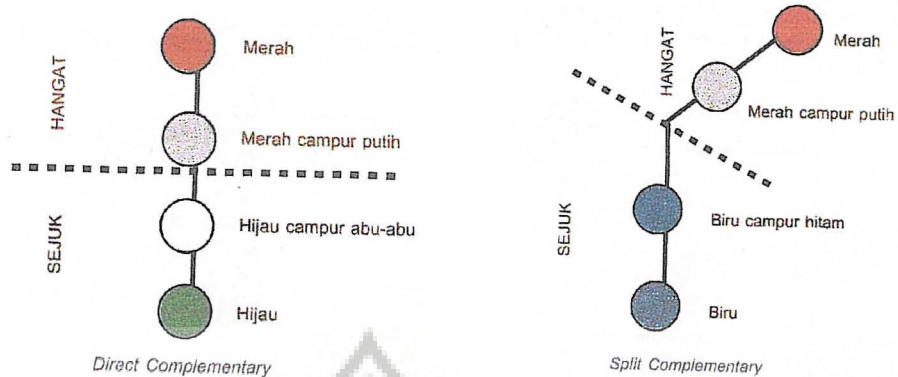 HANGAT
Merah
Merah campur putih
SEJUK
Hijau campur abu-abu
Hijau
Direct Complementary
HANGAT
Merah
Merah campur putih
SEJUK
Biru campur hitam
Biru
Split Complementary